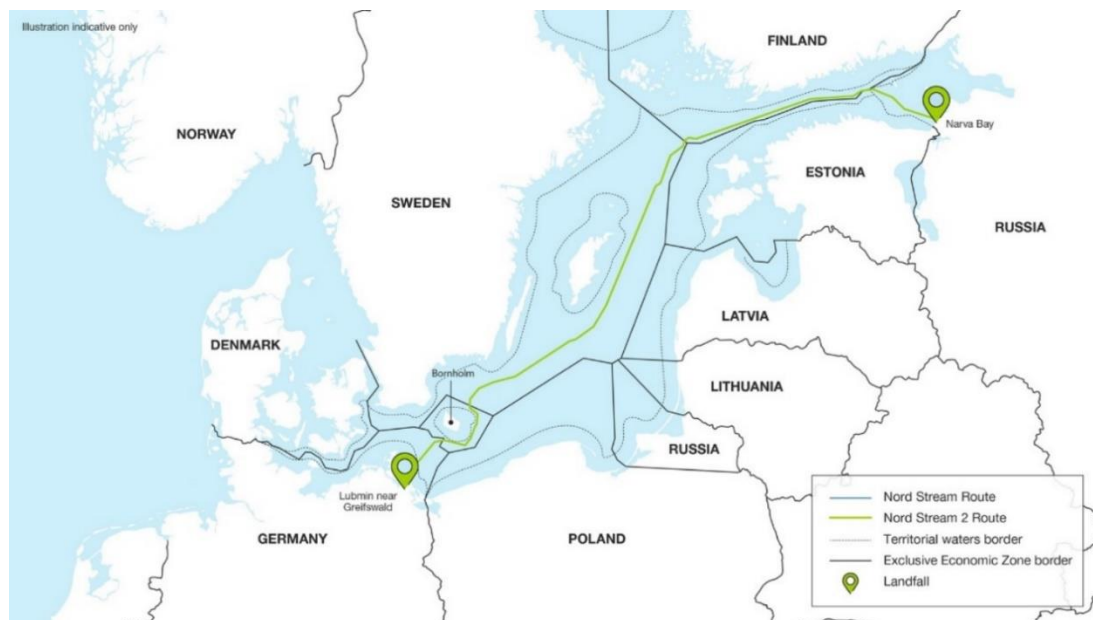 Illustration indicative only
FINLAND
NORWAY
Narva Bay
SWEDEN
ESTONIA
RUSSIA
LATVIA
DENMARK
Bornholm
LITHUANIA
RUSSIA
Lubmin near
Greifswald
GERMANY
POLAND
Nord Stream Route
Nord Stream 2 Route
Territorial waters border
Exclusive Economic Zone border
Landfall